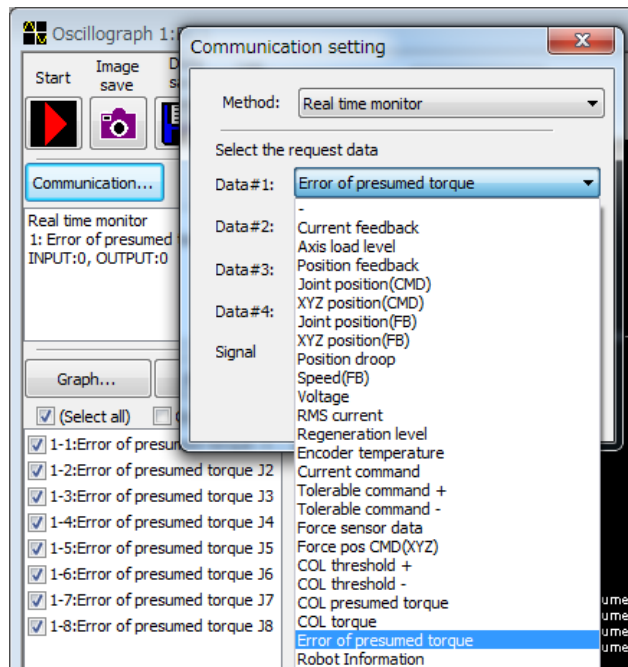 Oscillograph 1:
Communication setting
Start
Image
save
Method:
Real time monitor
Select the request data
Communication...
Data#1:
Error of presumed torque
Real time monitor
1: Error of presumed
INPUT:0, OUTPUT:0
Data#2:
Data#3:
Data#4:
Signal
-
Current feedback
Axis load level
Position feedback
Joint position(CMD)
XYZ position(CMD)
Joint position(FB)
XYZ position(FB)
Position droop
Speed(FB)
Voltage
RMS current
Regeneration level
Encoder temperature
Current command
Tolerable command +
Tolerable command -
Force sensor data
Force pos CMD(XYZ)
COL threshold +
COL threshold -
COL presumed torque
COL torque
Error of presumed torque
Robot Information
Graph...
(Select all)
1-1:Error of presumed torque J1
1-2:Error of presumed torque J2
1-3:Error of presumed torque J3
1-4:Error of presumed torque J4
1-5:Error of presumed torque J5
1-6:Error of presumed torque J6
1-7:Error of presumed torque J7
1-8:Error of presumed torque J8
ume
ume
ume
ume